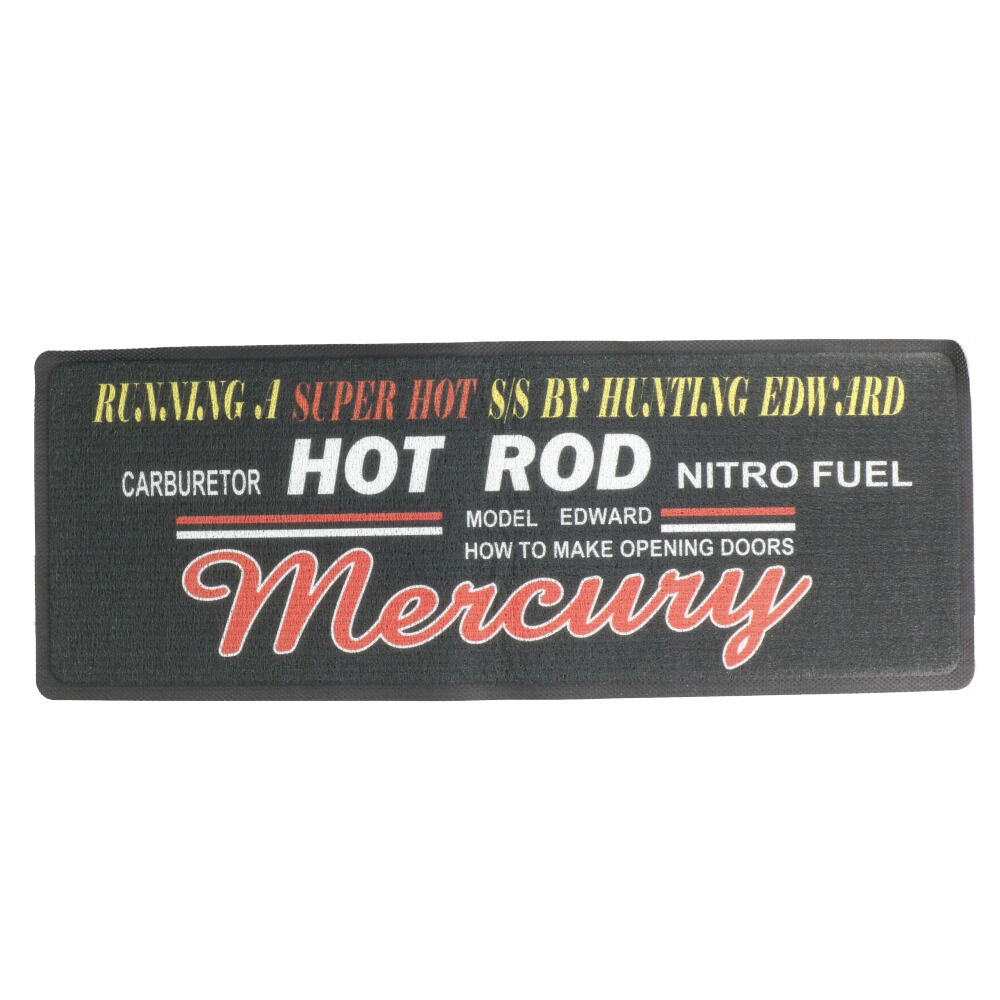 RUNNING A SUPER HOT S/S BY HUNTING EDWARD
CARBURETOR HOT ROD NITRO FUEL
MODEL EDWARD
HOW TO MAKE OPENING DOORS
Mercury